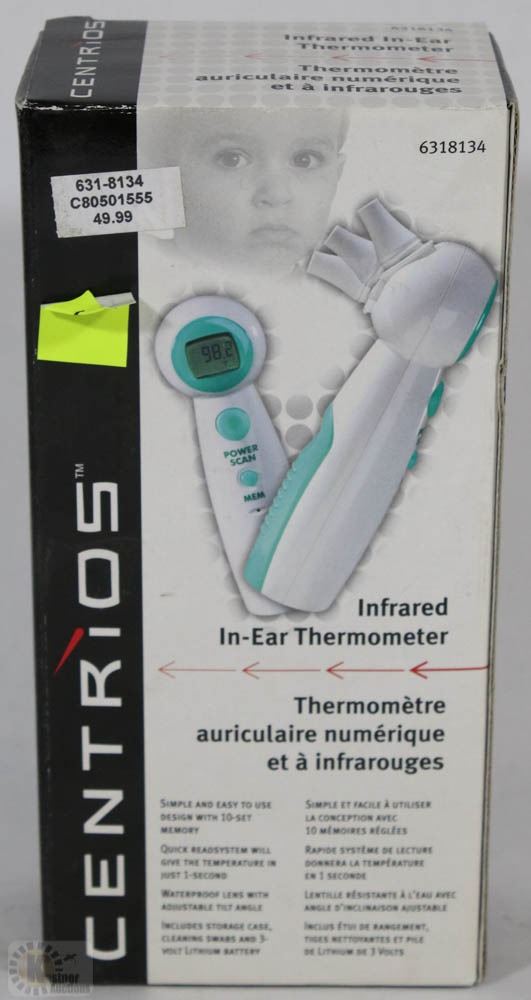 CENTRIOS
6318134
Infrared In-Ear
Thermometer
Thermomètre
auriculaire numérique
et à infrarouges
6318134
631-8134
C80501555
49.99
98.2
POWER
SCAN
MEM
CENTRIOS™
Infrared
In-Ear Thermometer
Thermomètre
auriculaire numérique
et à infrarouges
SIMPLE AND EASY TO USE
DESIGN WITH 10-SET
MEMORY
QUICK READSYSTEM WILL
GIVE THE TEMPERATURE IN
JUST 1-SECOND
WATERPROOF LENS WITH
ADJUSTABLE TILT ANGLE
INCLUDES STORAGE CASE,
CLEANING SWABS AND 3-
VOLT LITHIUM BATTERY
SIMPLE ET FACILE À UTILISER
LA CONCEPTION AVEC
10 MÉMOIRES RÉGLÉES
RAPIDE SYSTÈME DE LECTURE
DONNERA LA TEMPÉRATURE
EN 1 SECONDE
LENTILLE RÉSISTANTE À L'EAU AVEC
ANGLE D'INCLINAISON AJUSTABLE
INCLUS ÉTUI DE RANGEMENT,
TIGES NETTOYANTES ET PILE
DE LITHIUM DE 3 VOLTS
Kastner
Auctions